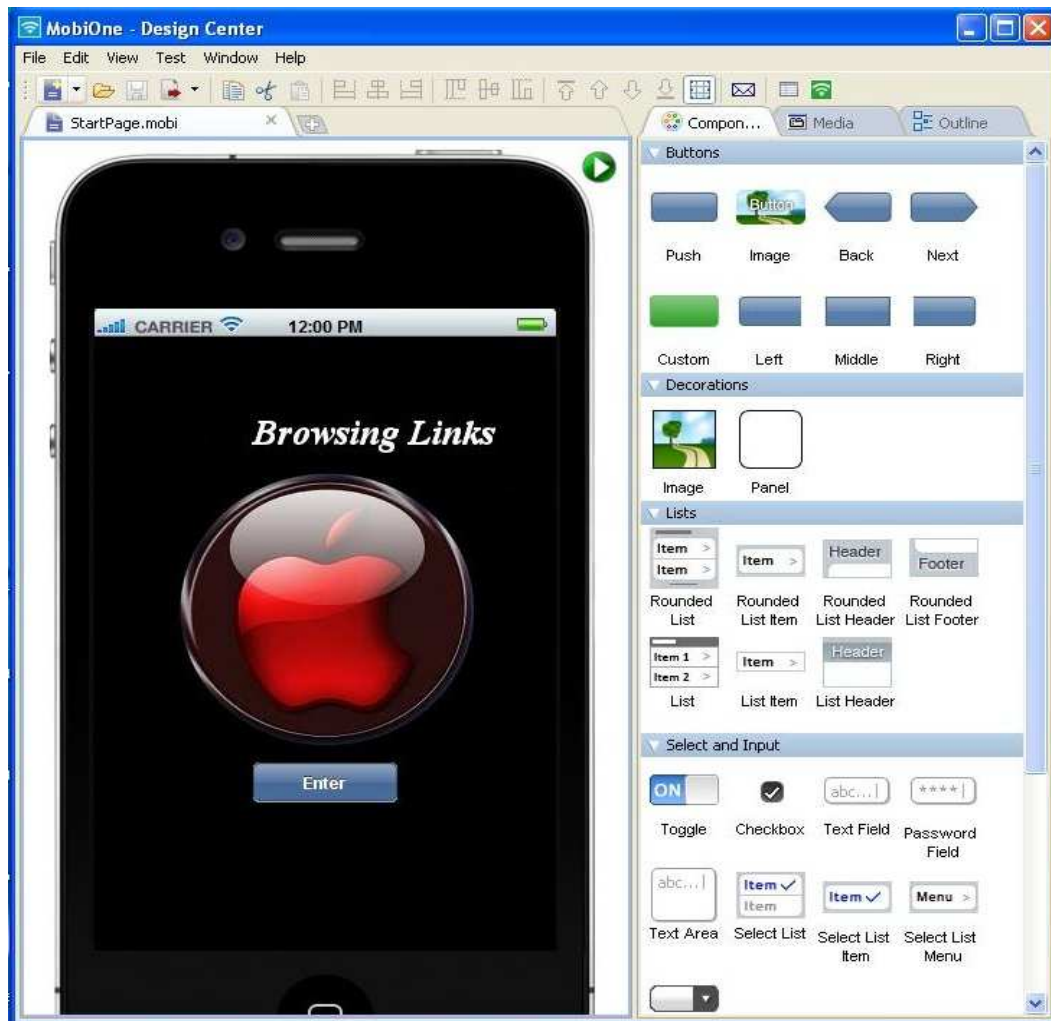 MobiOne - Design Center
File Edit View Test Window Help
StartPage.mobi
Compon... Media Outline
CARRIER 12:00 PM
Browsing Links
Enter
Buttons
Button
Push Image Back Next
Custom Left Middle Right
Decorations
Image Panel
Lists
Item >
Item >
Item >
Header
Footer
Rounded List
Rounded List Item
Rounded List Header
Rounded List Footer
Item 1 >
Item 2 >
Item >
Header
List List Item List Header
Select and Input
ON
abc...|
****|
Toggle Checkbox Text Field Password Field
abc...|
Item ✓
Item
Item ✓
Menu >
Text Area Select List Select List Item Select List Menu